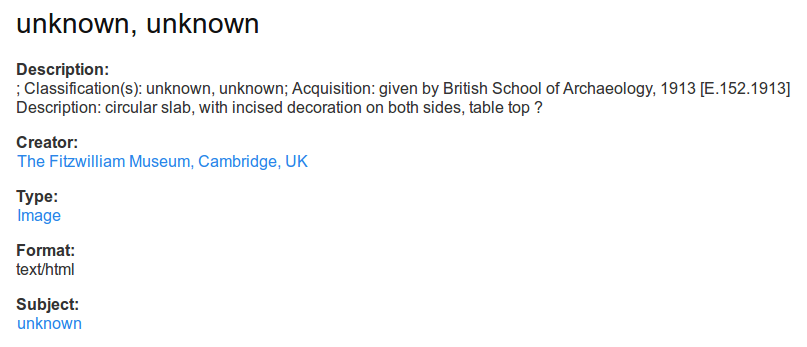 unknown, unknown
Description:
; Classification(s): unknown, unknown; Acquisition: given by British School of Archaeology, 1913 [E.152.1913]
Description: circular slab, with incised decoration on both sides, table top ?
Creator:
The Fitzwilliam Museum, Cambridge, UK
Type:
Image
Format:
text/html
Subject:
unknown